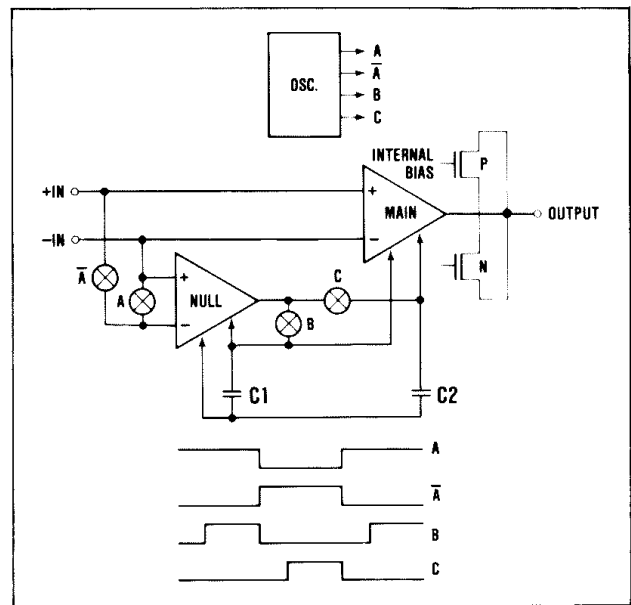 A
A̅
OSC.
B
C
INTERNAL
BIAS
P
+IN
+
MAIN
OUTPUT
−IN
−
N
A̅
A
+
NULL
−
C
B
C1
C2
A
A̅
B
C